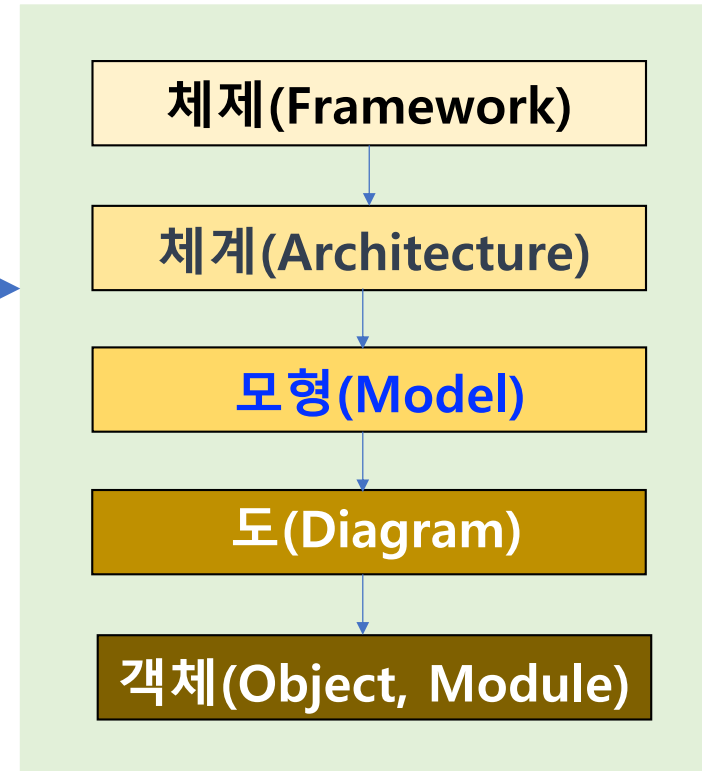 체제(Framework)
체계(Architecture)
모형(Model)
도(Diagram)
객체(Object, Module)